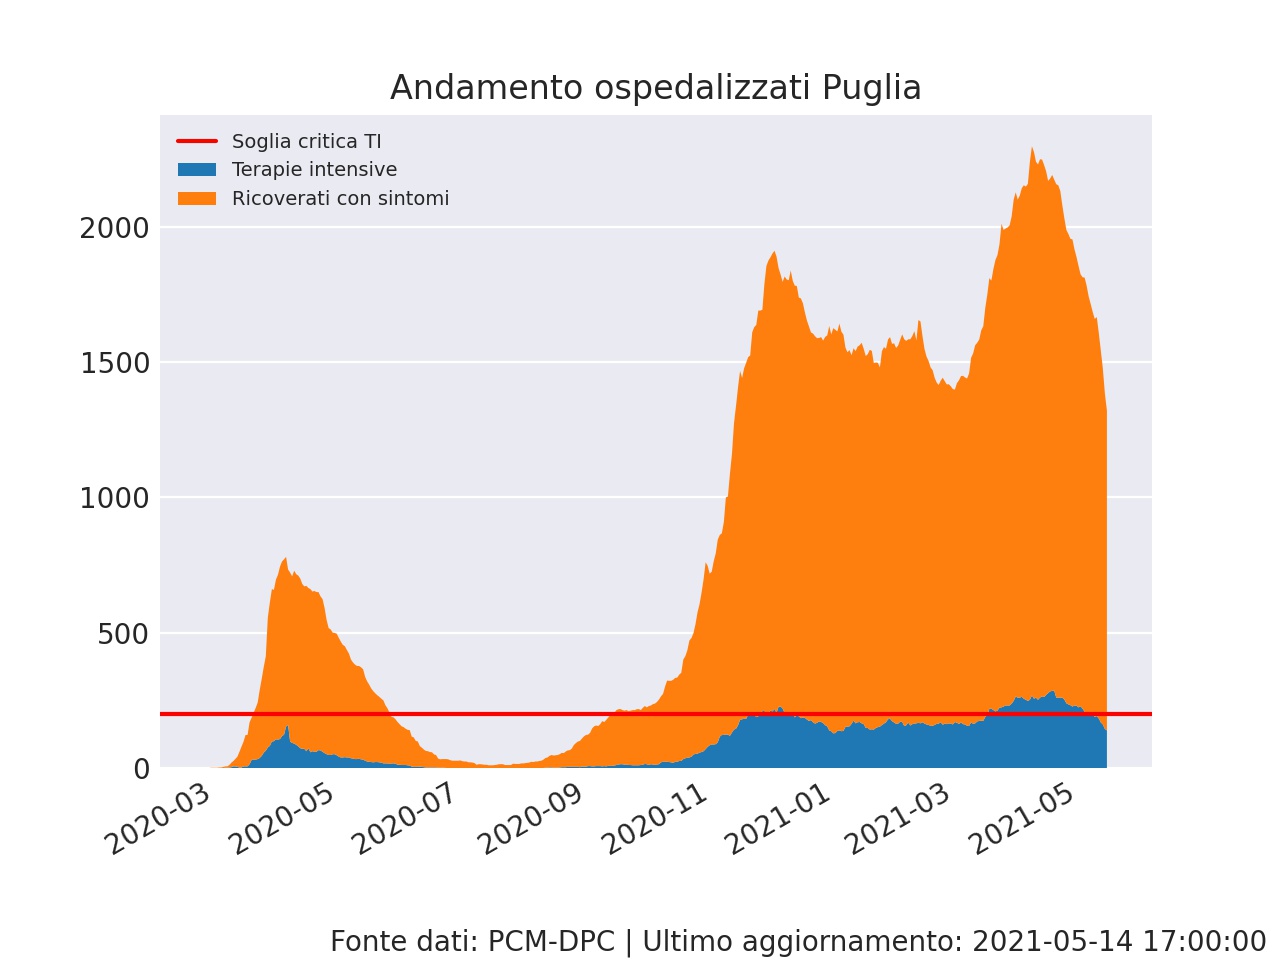 Andamento ospedalizzati Puglia
Soglia critica TI
Terapie intensive
Ricoverati con sintomi
2000
1500
1000
500
0
2020-03
2020-05
2020-07
2020-09
2020-11
2021-01
2021-03
2021-05
Fonte dati: PCM-DPC | Ultimo aggiornamento: 2021-05-14 17:00:00